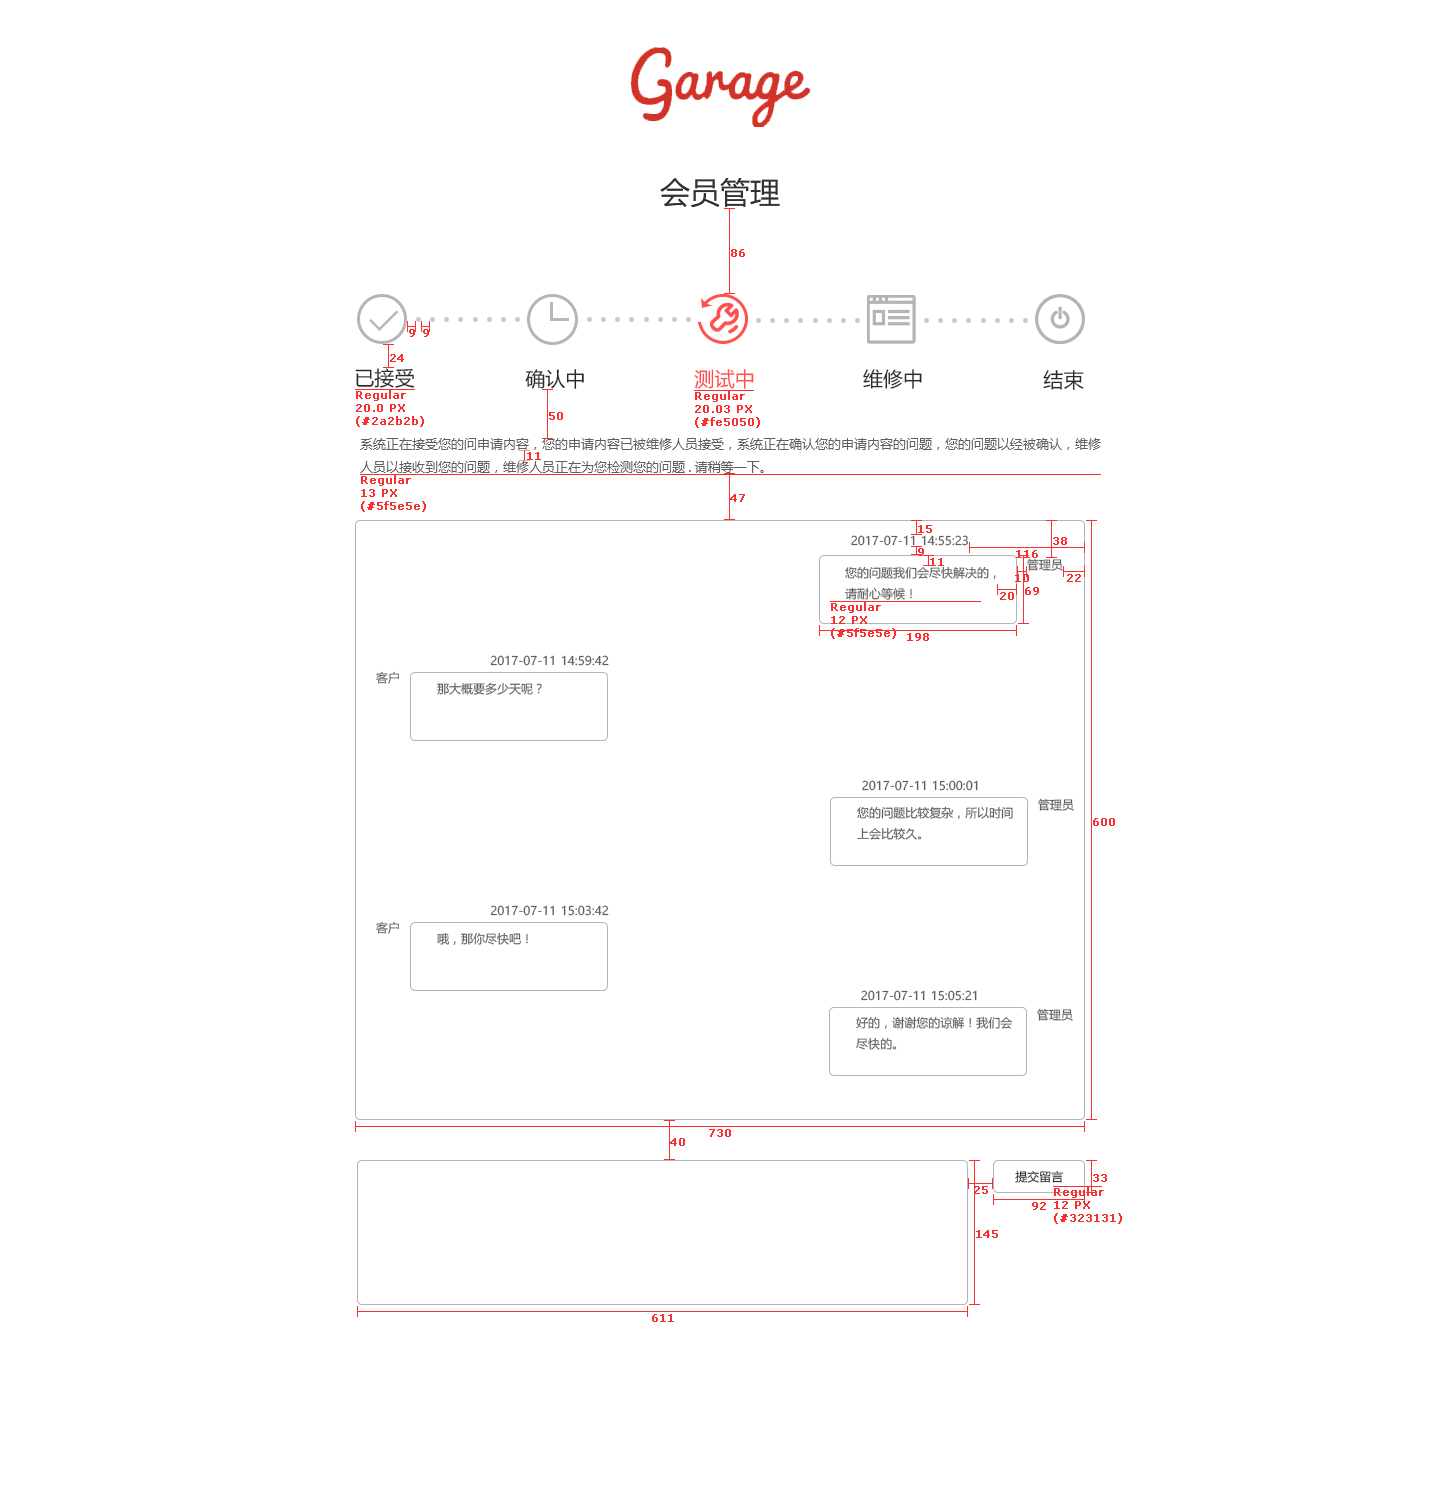 Garage
会员管理
86
9
9
24
已接受
确认中
测试中
维修中
结束
Regular
20.0 PX
(#2a2b2b)
Regular
20.03 PX
(#fe5050)
50
系统正在接受您的问申请内容，您的申请内容已被维修人员接受，系统正在确认您的申请内容的问题，您的问题以经被确认，维修
11
人员以接收到您的问题，维修人员正在为您检测您的问题 . 请稍等一下。
Regular
13 PX
(#5f5e5e)
47
15
2017-07-11 14:55:23
38
9
116
11
管理员
您的问题我们会尽快解决的，
10
22
请耐心等候！
20
69
Regular
12 PX
(#5f5e5e)
198
2017-07-11 14:59:42
客户
那大概要多少天呢？
2017-07-11 15:00:01
管理员
您的问题比较复杂，所以时间
上会比较久。
600
2017-07-11 15:03:42
客户
哦，那你尽快吧！
2017-07-11 15:05:21
管理员
好的，谢谢您的谅解！我们会
尽快的。
730
40
提交留言
33
25
Regular
92
12 PX
(#323131)
145
611